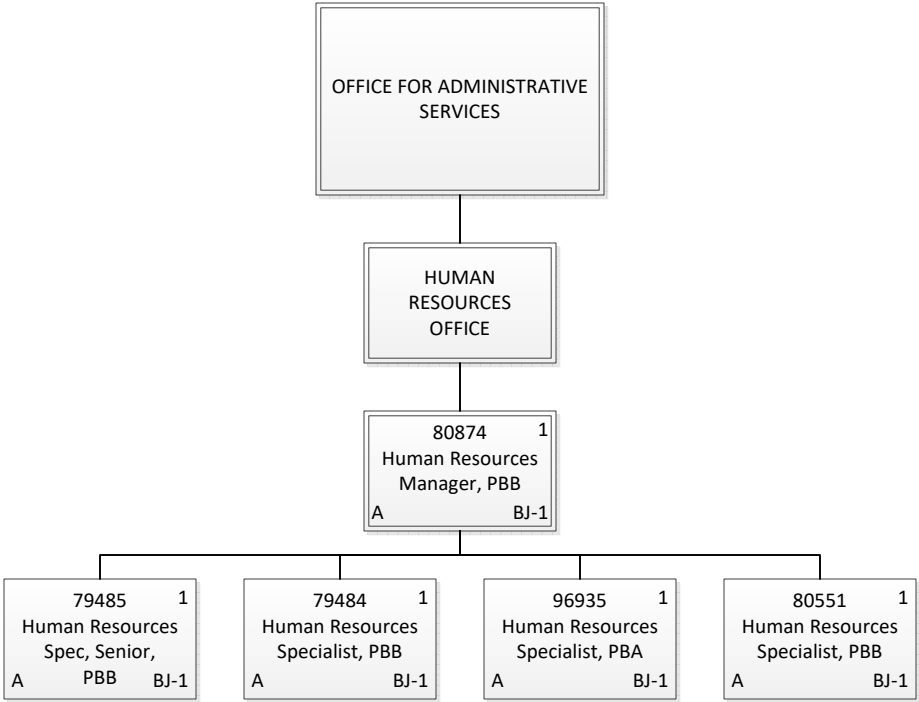 OFFICE FOR ADMINISTRATIVE
SERVICES
HUMAN
RESOURCES
OFFICE
80874 1
Human Resources
Manager, PBB
A BJ-1
79485 1
Human Resources
Spec, Senior,
PBB
A BJ-1
79484 1
Human Resources
Specialist, PBB
A BJ-1
96935 1
Human Resources
Specialist, PBA
A BJ-1
80551 1
Human Resources
Specialist, PBB
A BJ-1